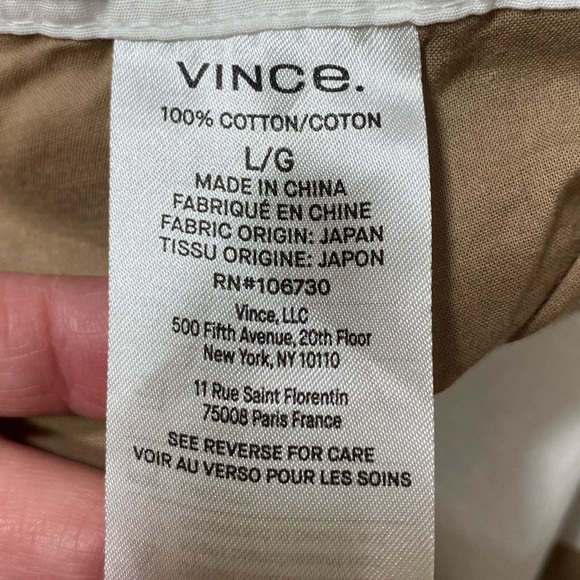 VINCe.
100% COTTON/COTON
L/G
MADE IN CHINA
FABRIQUÉ EN CHINE
FABRIC ORIGIN: JAPAN
TISSU ORIGINE: JAPON
RN#106730
Vince, LLC
500 Fifth Avenue, 20th Floor
New York, NY 10110
11 Rue Saint Florentin
75008 Paris France
SEE REVERSE FOR CARE
VOIR AU VERSO POUR LES SOINS